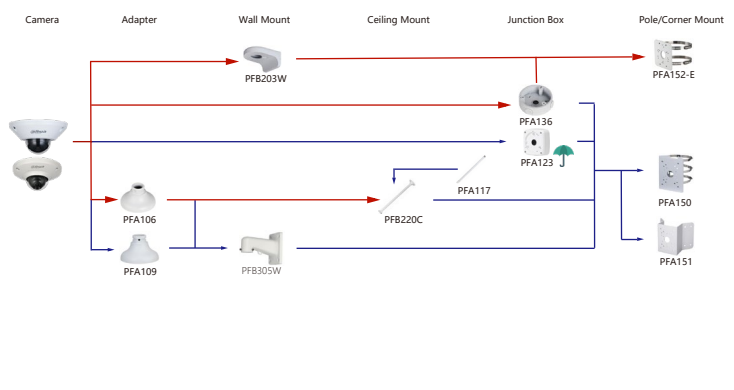 Camera
Adapter
Wall Mount
Ceiling Mount
Junction Box
Pole/Corner Mount
PFB203W
PFA152-E
PFA136
PFA123
PFA117
PFA150
PFA106
PFB220C
PFA109
PFB305W
PFA151